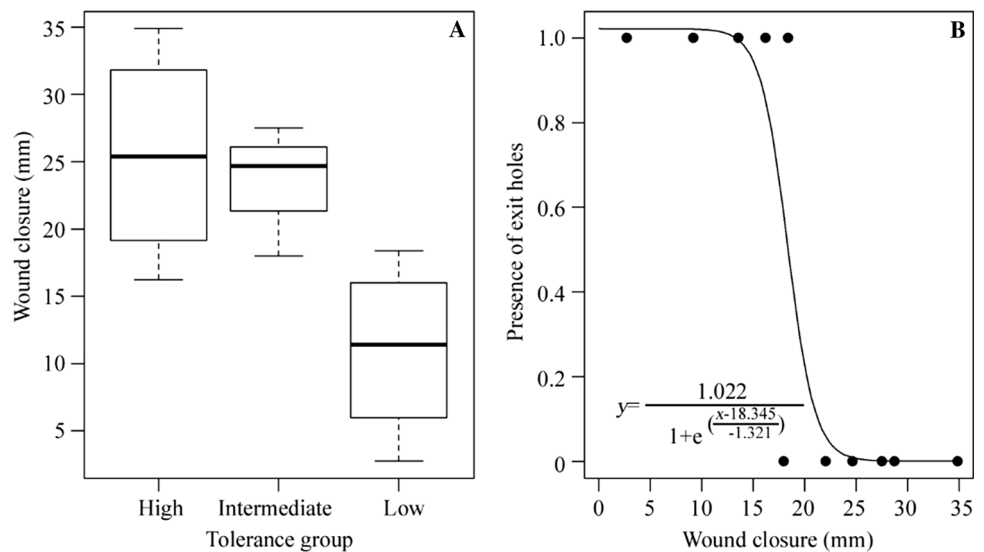 A
35
30
25
20
15
10
5
Wound closure (mm)
High Intermediate Low
Tolerance group
B
1.0
0.8
0.6
0.4
0.2
0
Presence of exit holes
y= 1.022
1+e (x-18.345
-1.321)
0 5 10 15 20 25 30 35
Wound closure (mm)